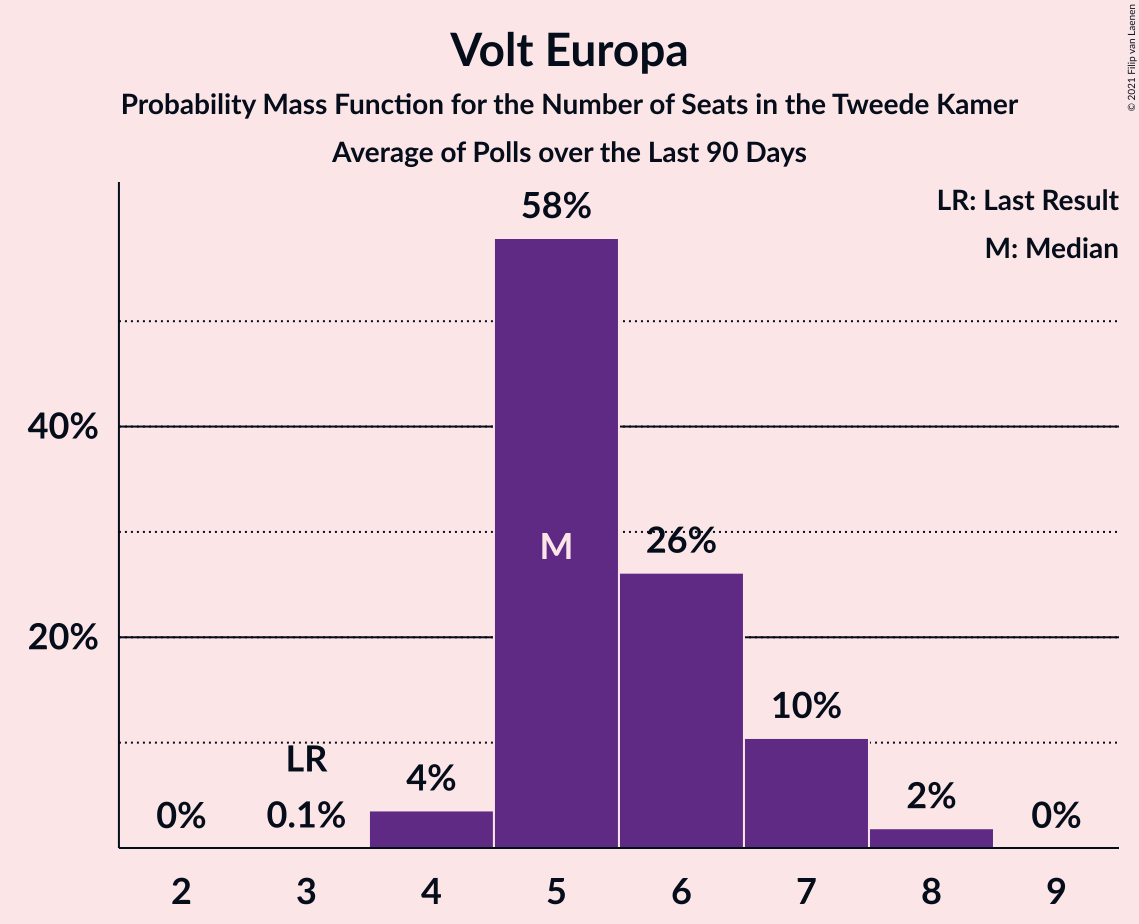 Volt Europa
Probability Mass Function for the Number of Seats in the Tweede Kamer
Average of Polls over the Last 90 Days
© 2021 Filip van Laenen
LR: Last Result
M: Median
58%
40%
M
26%
20%
10%
LR
0%
0.1%
4%
2%
0%
2 3 4 5 6 7 8 9